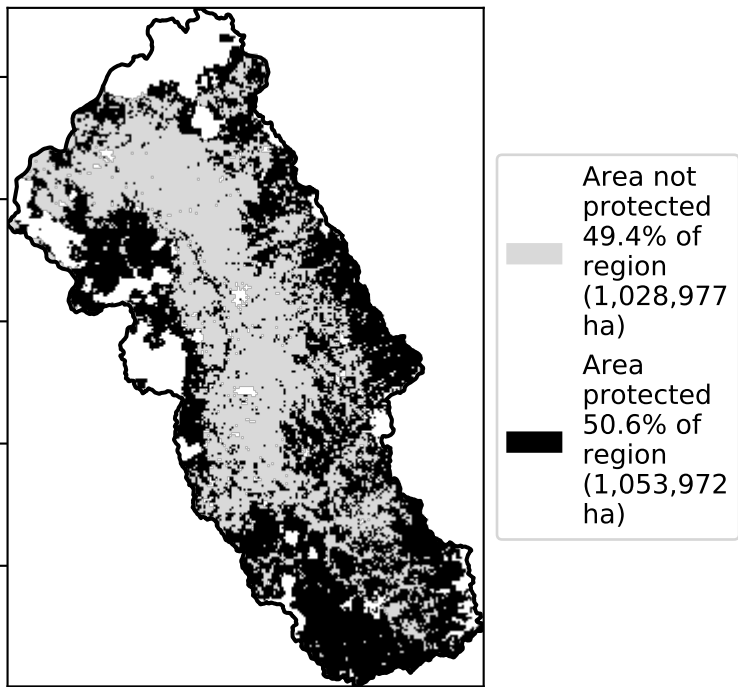 Area not
protected
49.4% of
region
(1,028,977
ha)
Area
protected
50.6% of
region
(1,053,972
ha)